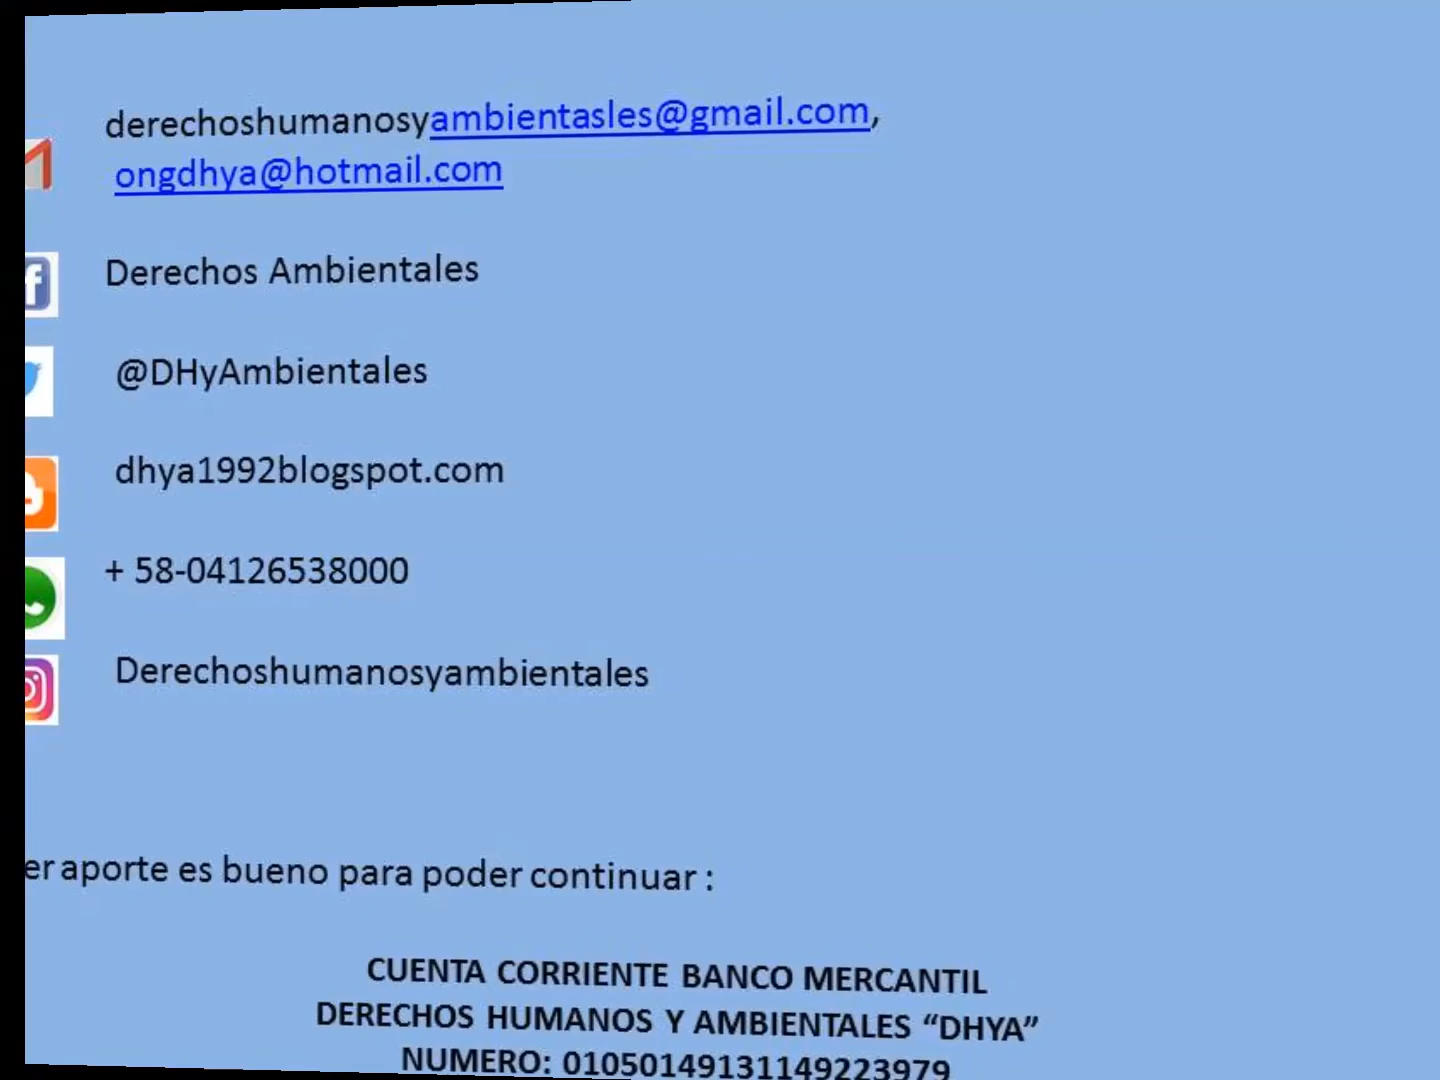 derechoshumanosyambientasles@gmail.com,
ongdhya@hotmail.com
Derechos Ambientales
@DHyAmbientales
dhya1992blogspot.com
+ 58-04126538000
Derechoshumanosyambientales
er aporte es bueno para poder continuar :
CUENTA CORRIENTE BANCO MERCANTIL
DERECHOS HUMANOS Y AMBIENTALES “DHYA”
NUMERO: 01050149131149223979